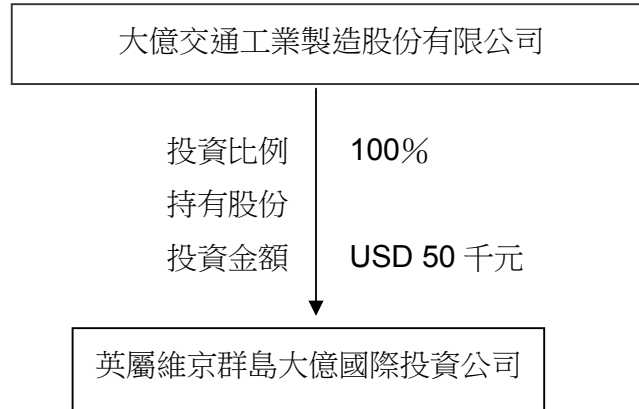 大億交通工業製造股份有限公司
投資比例 100%
持有股份
投資金額 USD 50 千元
英屬維京群島大億國際投資公司